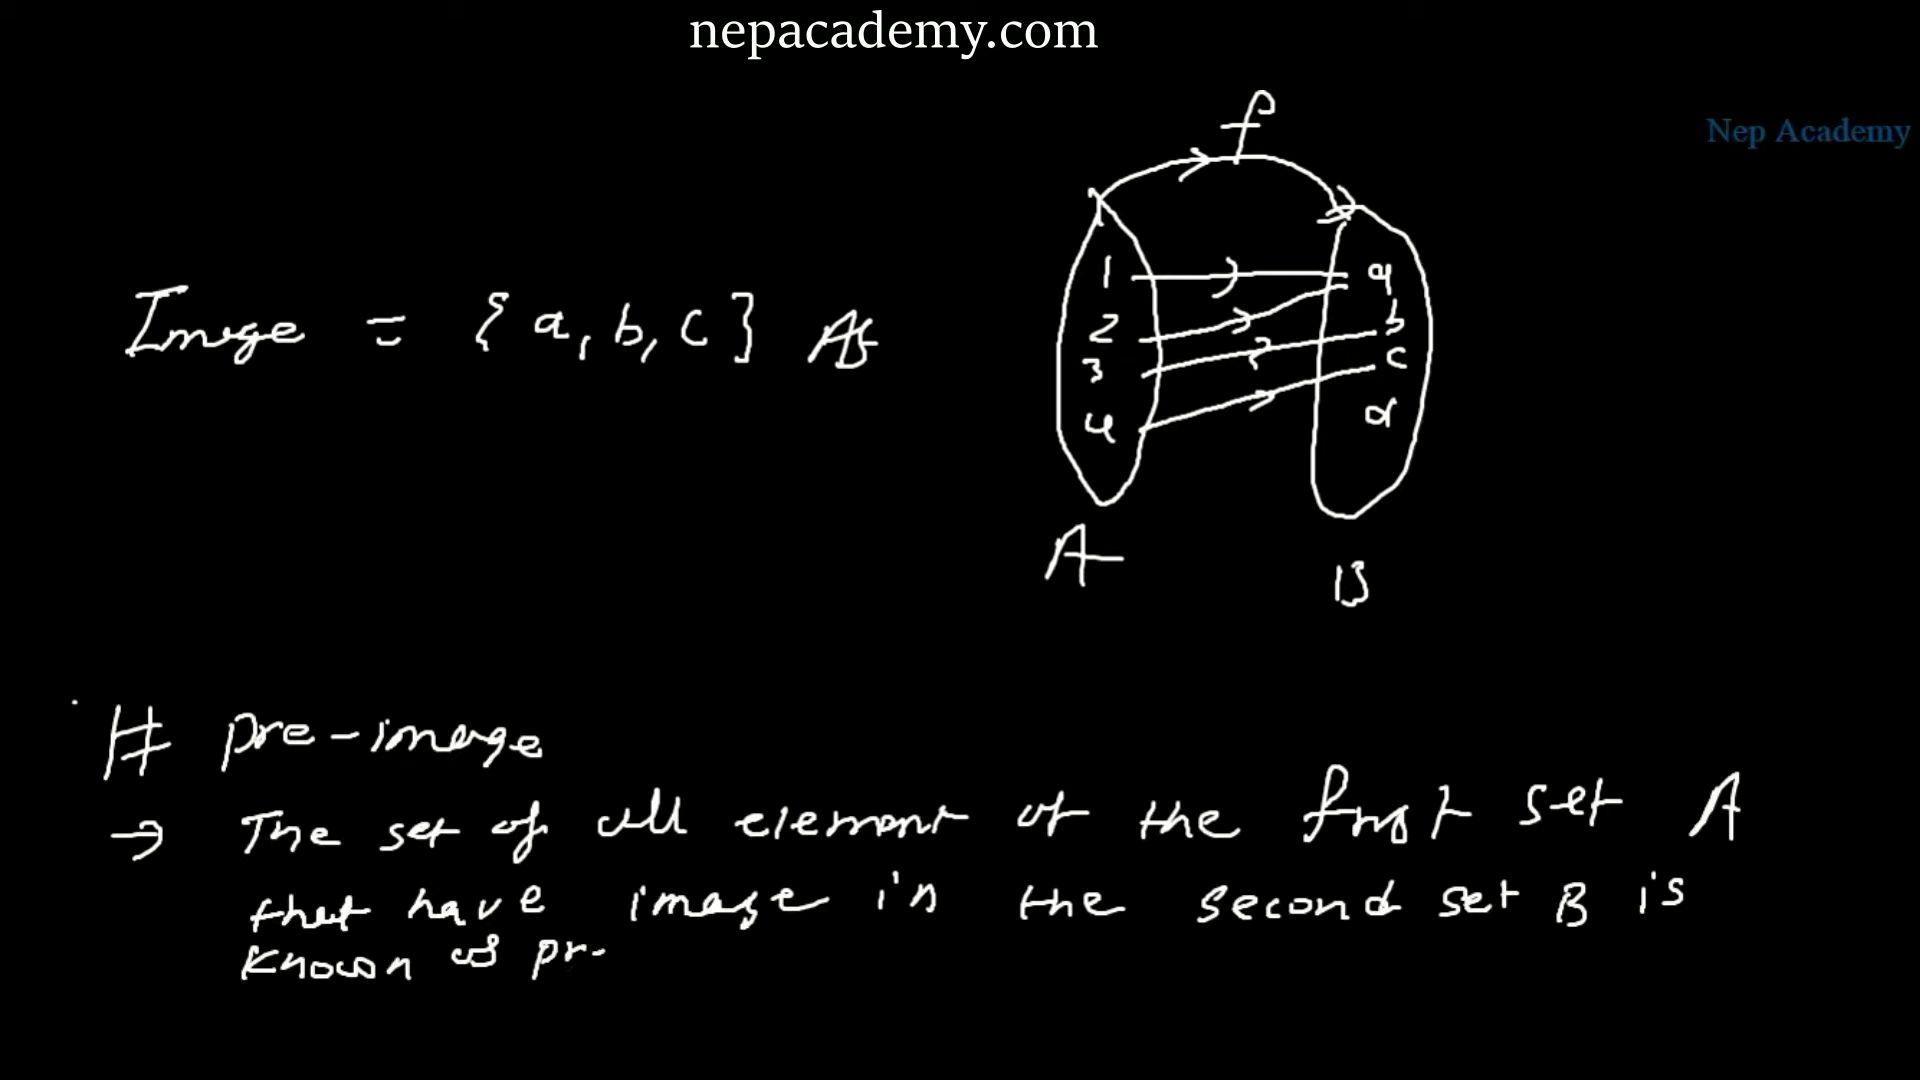 nepacademy.com
Nep Academy
f
Image = {a, b, c}
1 a
2 b
3 c
4 d
A B
# pre-image
→ The set of all element of the first set A
that have image in the second set B is
known as pr-